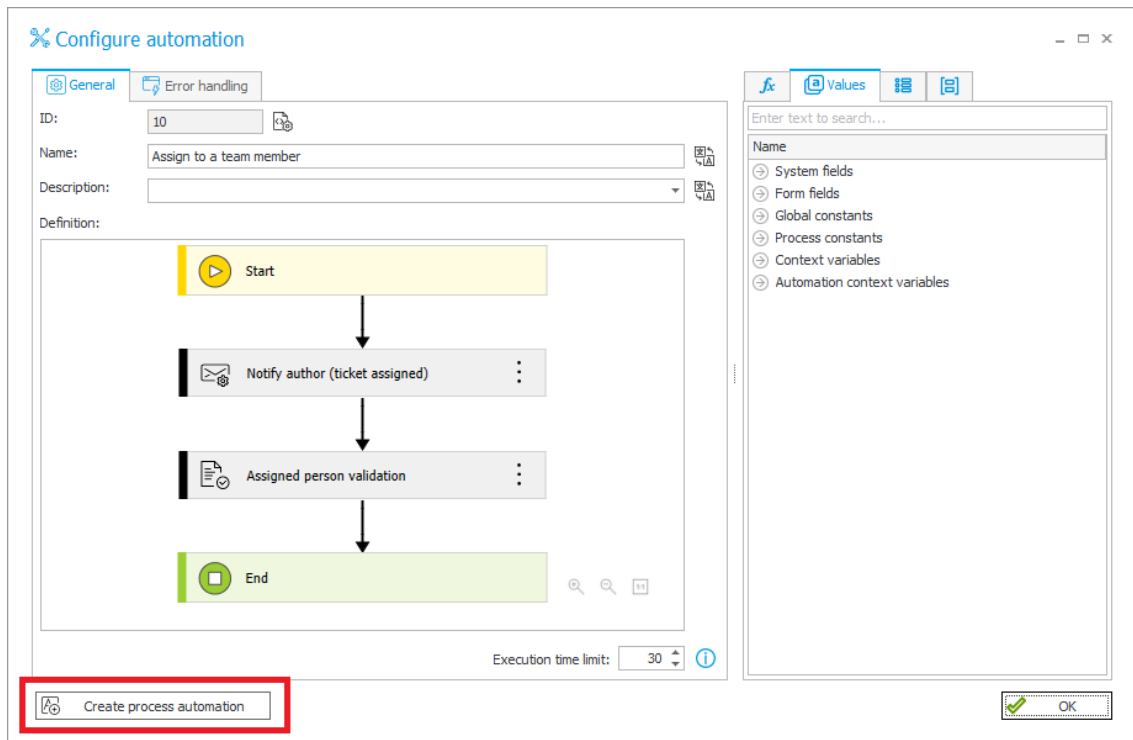 Configure automation
General
Error handling
fx
Values
ID:
10
Name:
Assign to a team member
Description:
Definition:
Start
Notify author (ticket assigned)
Assigned person validation
End
Execution time limit:
30
Enter text to search...
Name
System fields
Form fields
Global constants
Process constants
Context variables
Automation context variables
Create process automation
OK